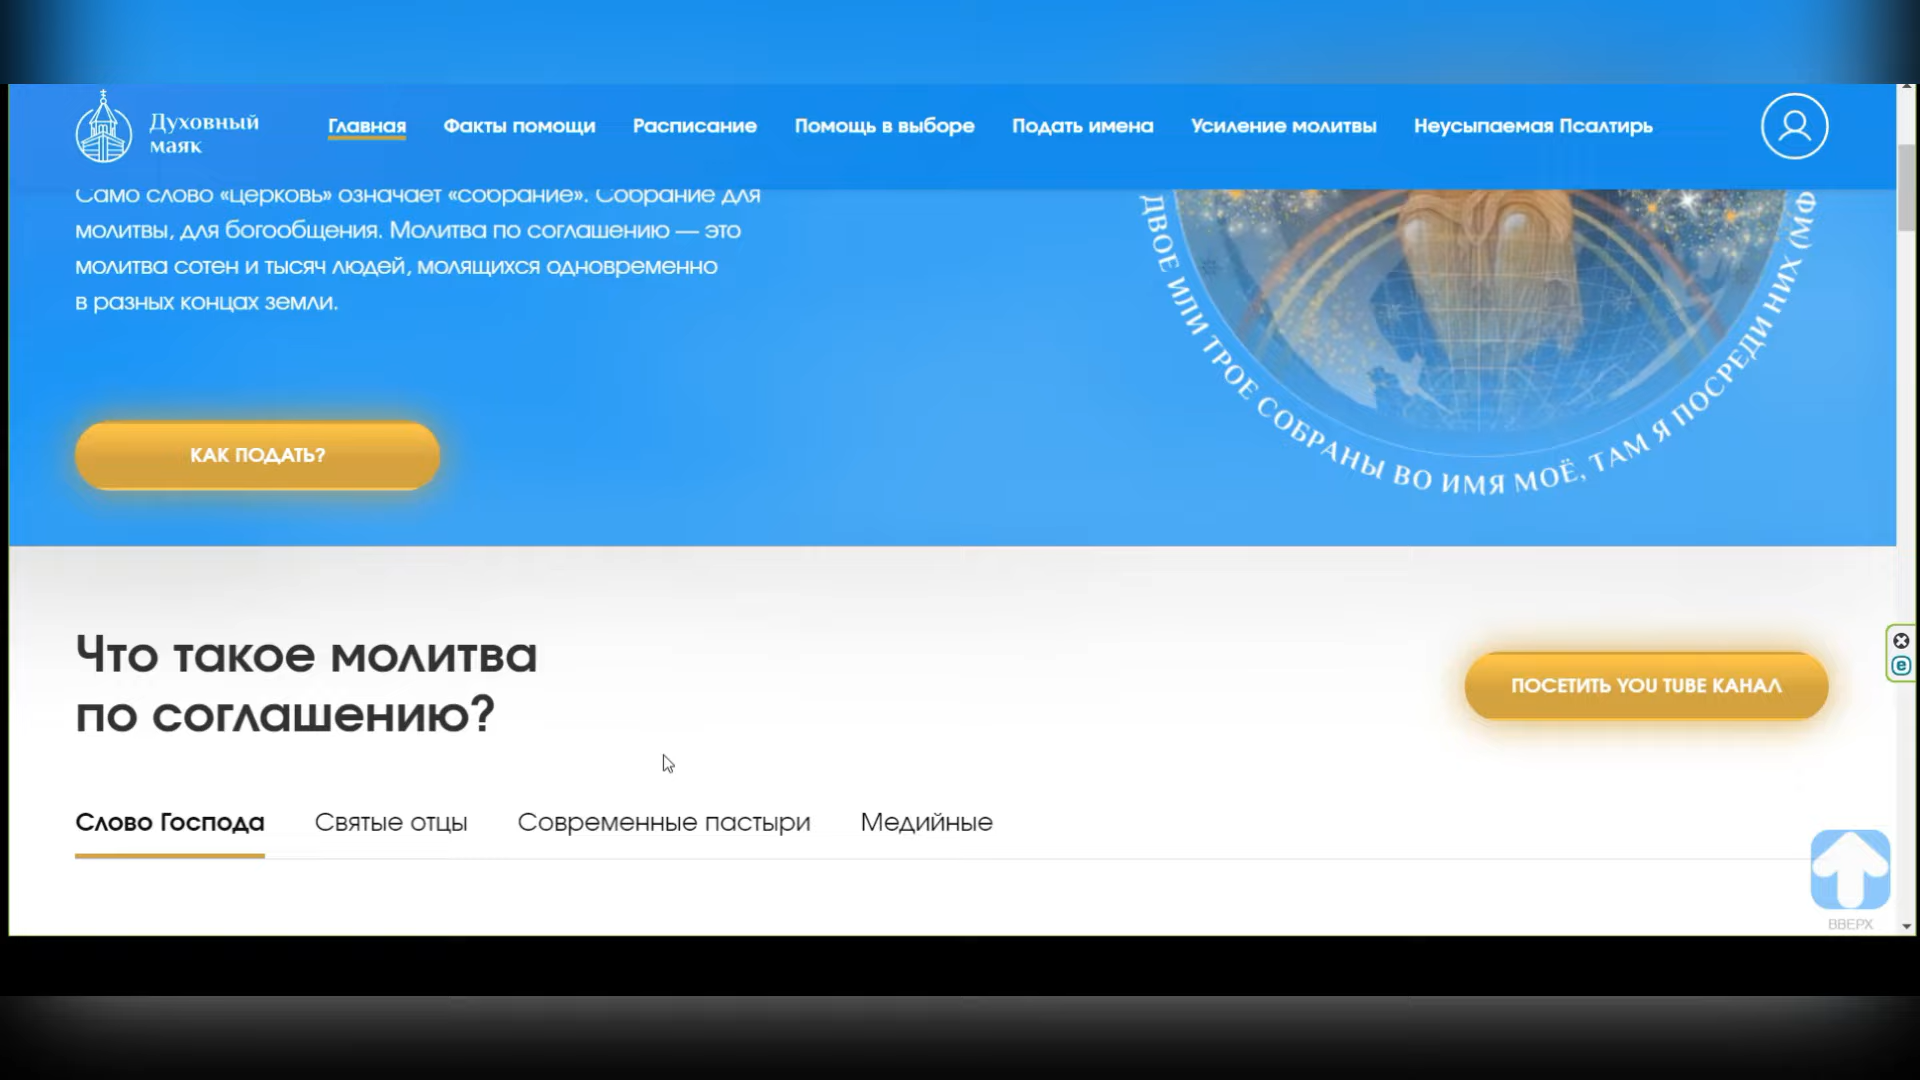 Духовный
маяк
Главная
Факты помощи
Расписание
Помощь в выборе
Подать имена
Усиление молитвы
Неусыпаемая Псалтирь
Само слово «церковь» означает «собрание». Собрание для
молитвы, для богообщения. Молитва по соглашению — это
молитва сотен и тысяч людей, молящихся одновременно
в разных концах земли.
ДВОЕ ИЛИ ТРОЕ СОБРАНЫ ВО ИМЯ МОЁ, ТАМ Я ПОСРЕДИ НИХ (МФ
КАК ПОДАТЬ?
Что такое молитва
по соглашению?
ПОСЕТИТЬ YOU TUBE КАНАЛ
Слово Господа
Святые отцы
Современные пастыри
Медийные
ВВЕРХ